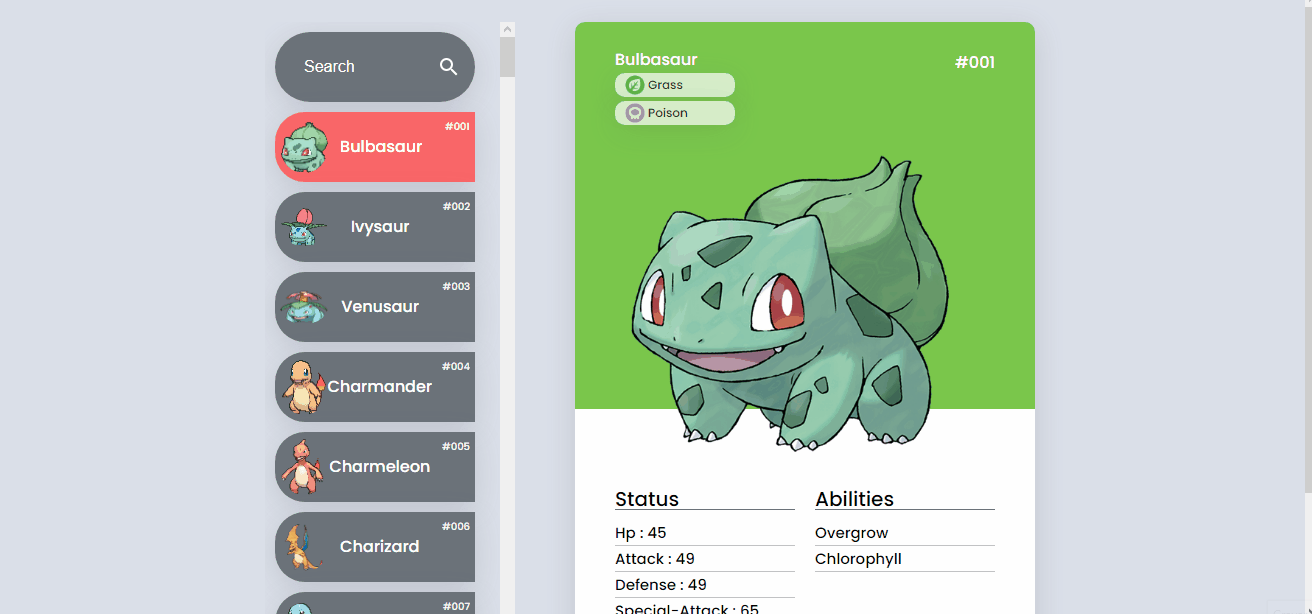 Search
#001
Bulbasaur
#002
Ivysaur
#003
Venusaur
#004
Charmander
#005
Charmeleon
#006
Charizard
#007
Bulbasaur
#001
Grass
Poison
Status
Hp : 45
Attack : 49
Defense : 49
Special-Attack : 65
Abilities
Overgrow
Chlorophyll